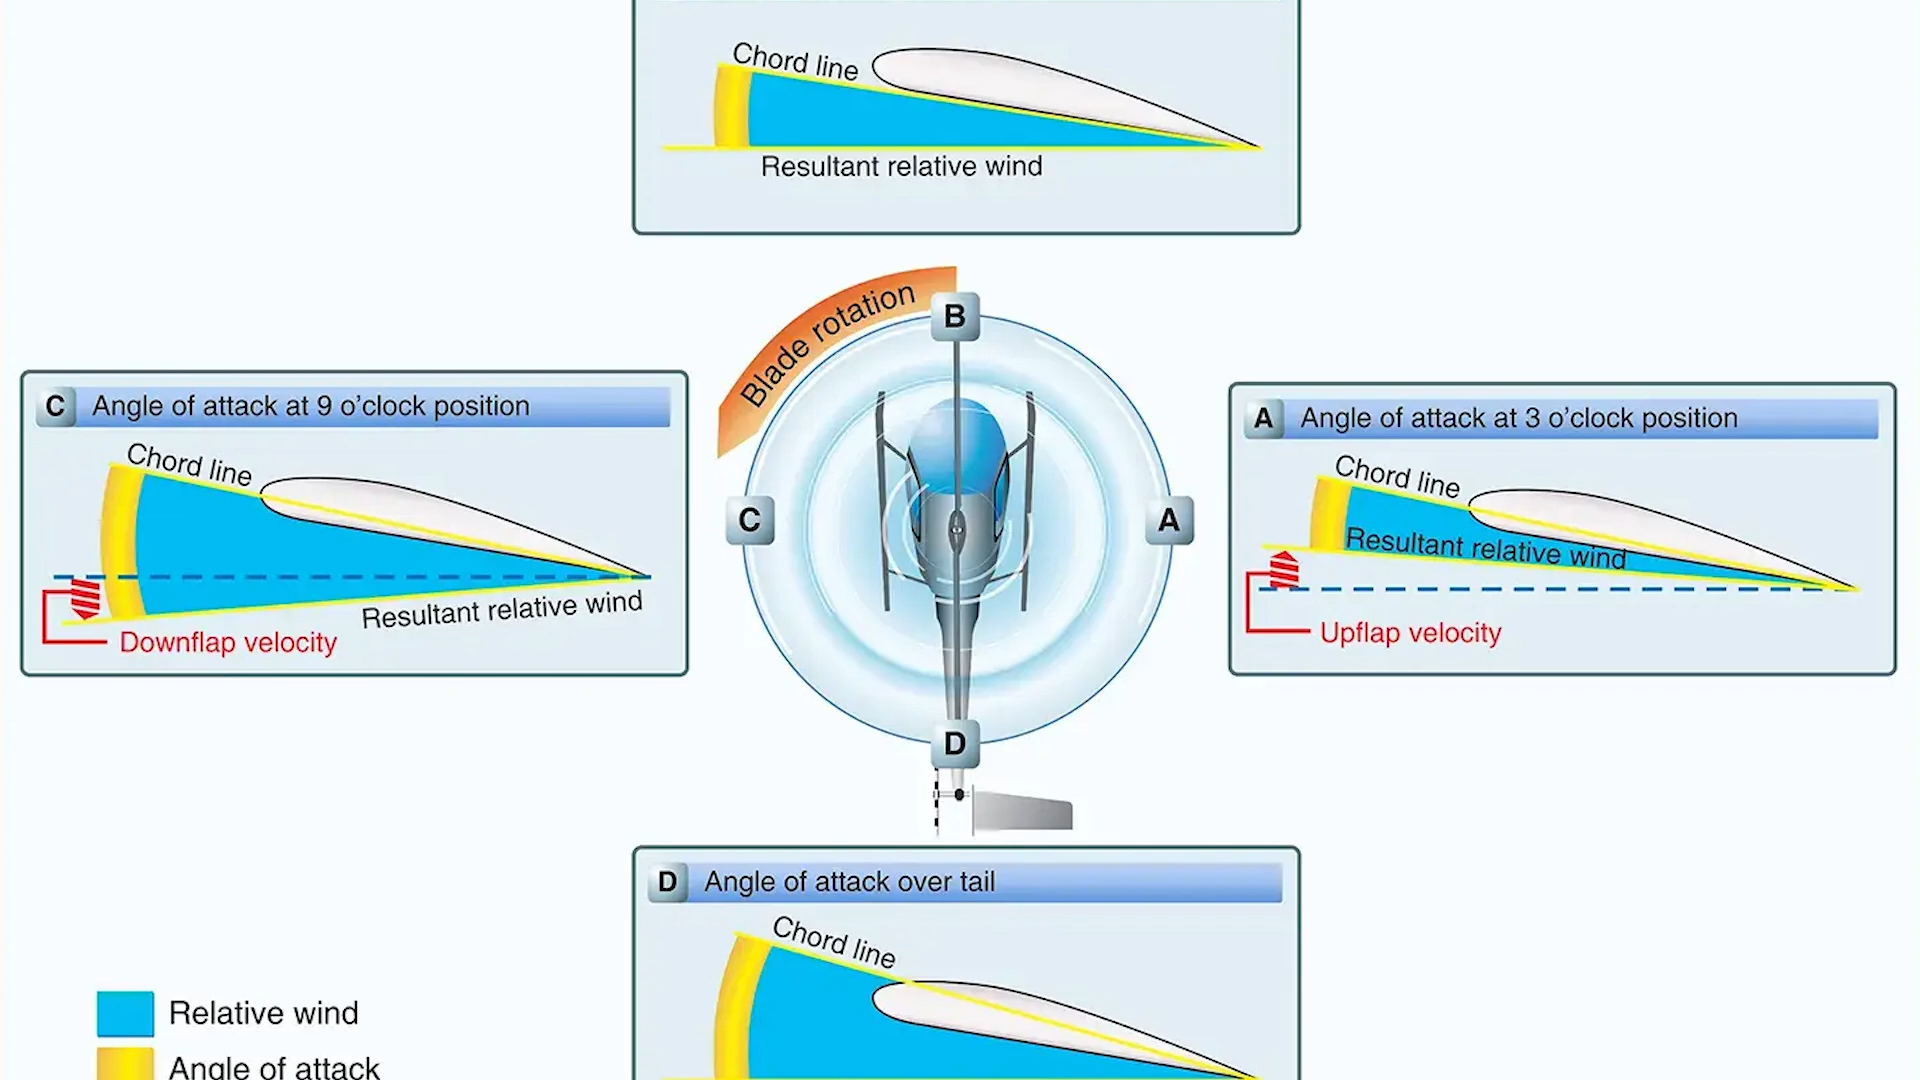 Chord line
Resultant relative wind
Blade rotation
B
C Angle of attack at 9 o’clock position
Chord line
Resultant relative wind
Downflap velocity
C
A
A Angle of attack at 3 o’clock position
Chord line
Resultant relative wind
Upflap velocity
D
D Angle of attack over tail
Chord line
Relative wind
Angle of attack